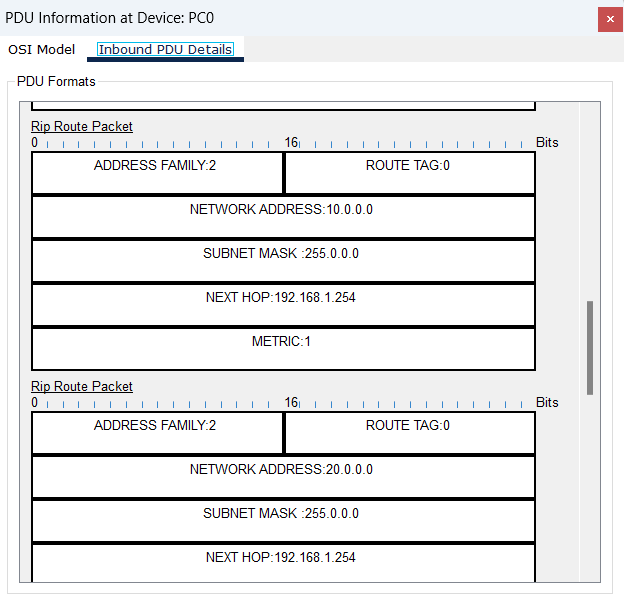 PDU Information at Device: PC0
OSI Model Inbound PDU Details
PDU Formats
Rip Route Packet
0 16 Bits
ADDRESS FAMILY:2 ROUTE TAG:0
NETWORK ADDRESS:10.0.0.0
SUBNET MASK :255.0.0.0
NEXT HOP:192.168.1.254
METRIC:1
Rip Route Packet
0 16 Bits
ADDRESS FAMILY:2 ROUTE TAG:0
NETWORK ADDRESS:20.0.0.0
SUBNET MASK :255.0.0.0
NEXT HOP:192.168.1.254